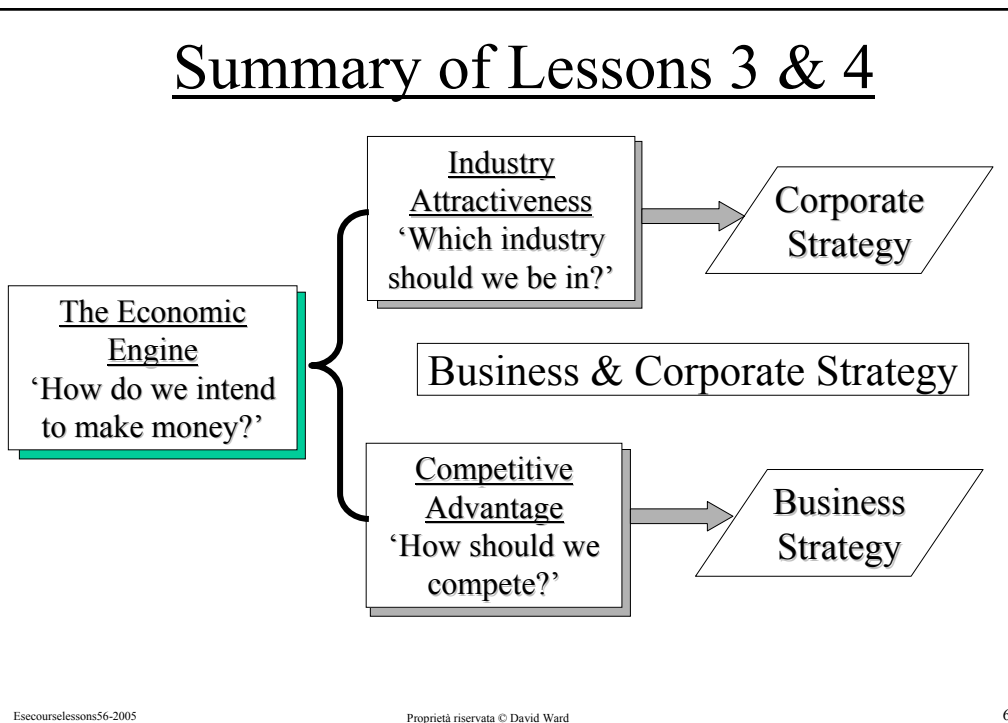 Summary of Lessons 3 & 4
Industry
Attractiveness
‘Which industry
should we be in?’
Corporate
Strategy
The Economic
Engine
‘How do we intend
to make money?’
Business & Corporate Strategy
Competitive
Advantage
‘How should we
compete?’
Business
Strategy
Esecourselessons56-2005
Proprietà riservata © David Ward
6